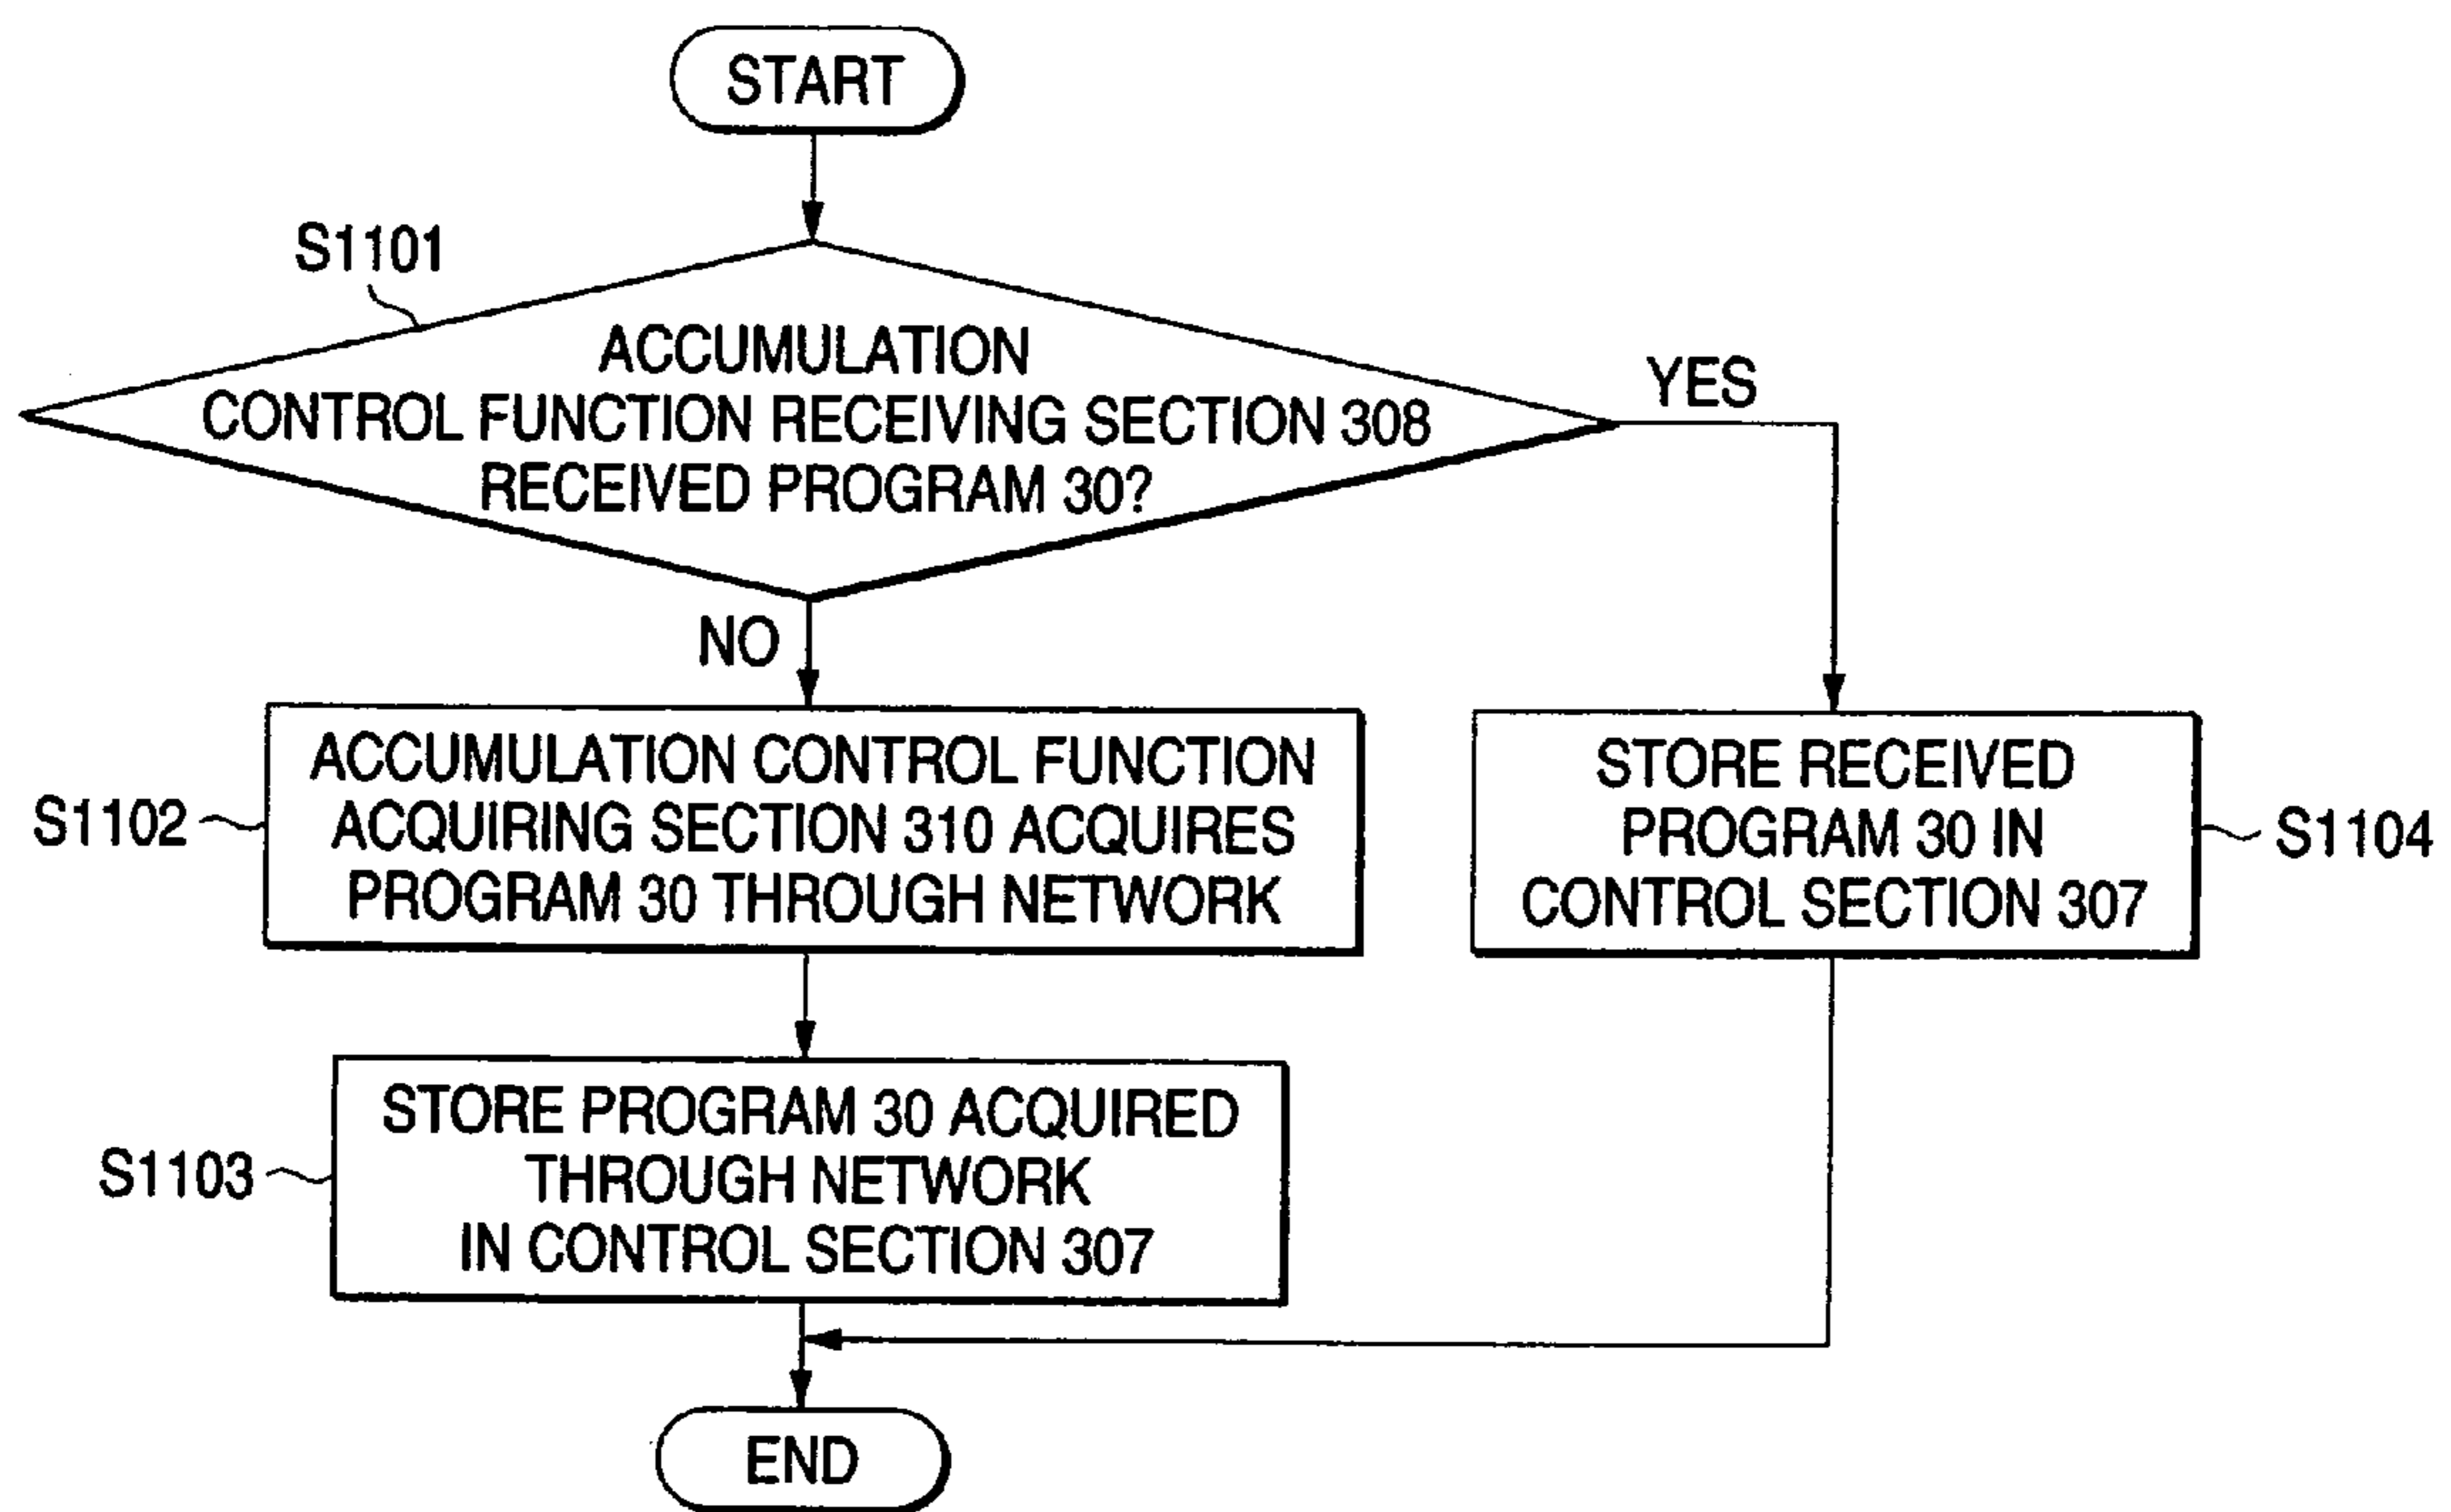 START
S1101
ACCUMULATION
CONTROL FUNCTION RECEIVING SECTION 308
RECEIVED PROGRAM 30?
YES
NO
S1102
ACCUMULATION CONTROL FUNCTION
ACQUIRING SECTION 310 ACQUIRES
PROGRAM 30 THROUGH NETWORK
STORE RECEIVED
PROGRAM 30 IN
CONTROL SECTION 307
S1104
S1103
STORE PROGRAM 30 ACQUIRED
THROUGH NETWORK
IN CONTROL SECTION 307
END